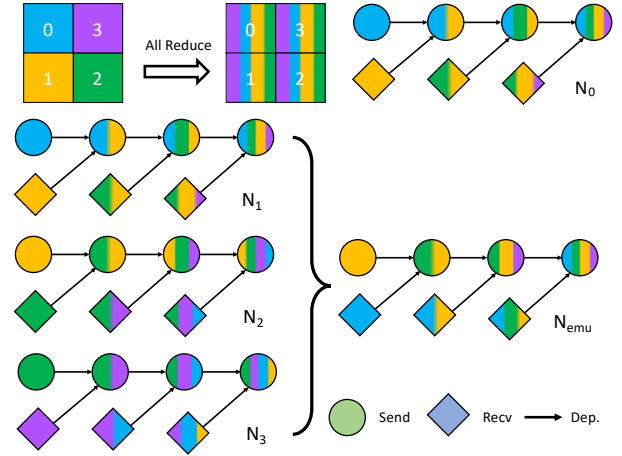 0 3
1 2
All Reduce
0 3
1 2
N0
N1
N2
N3
Nemu
Send
Recv
Dep.